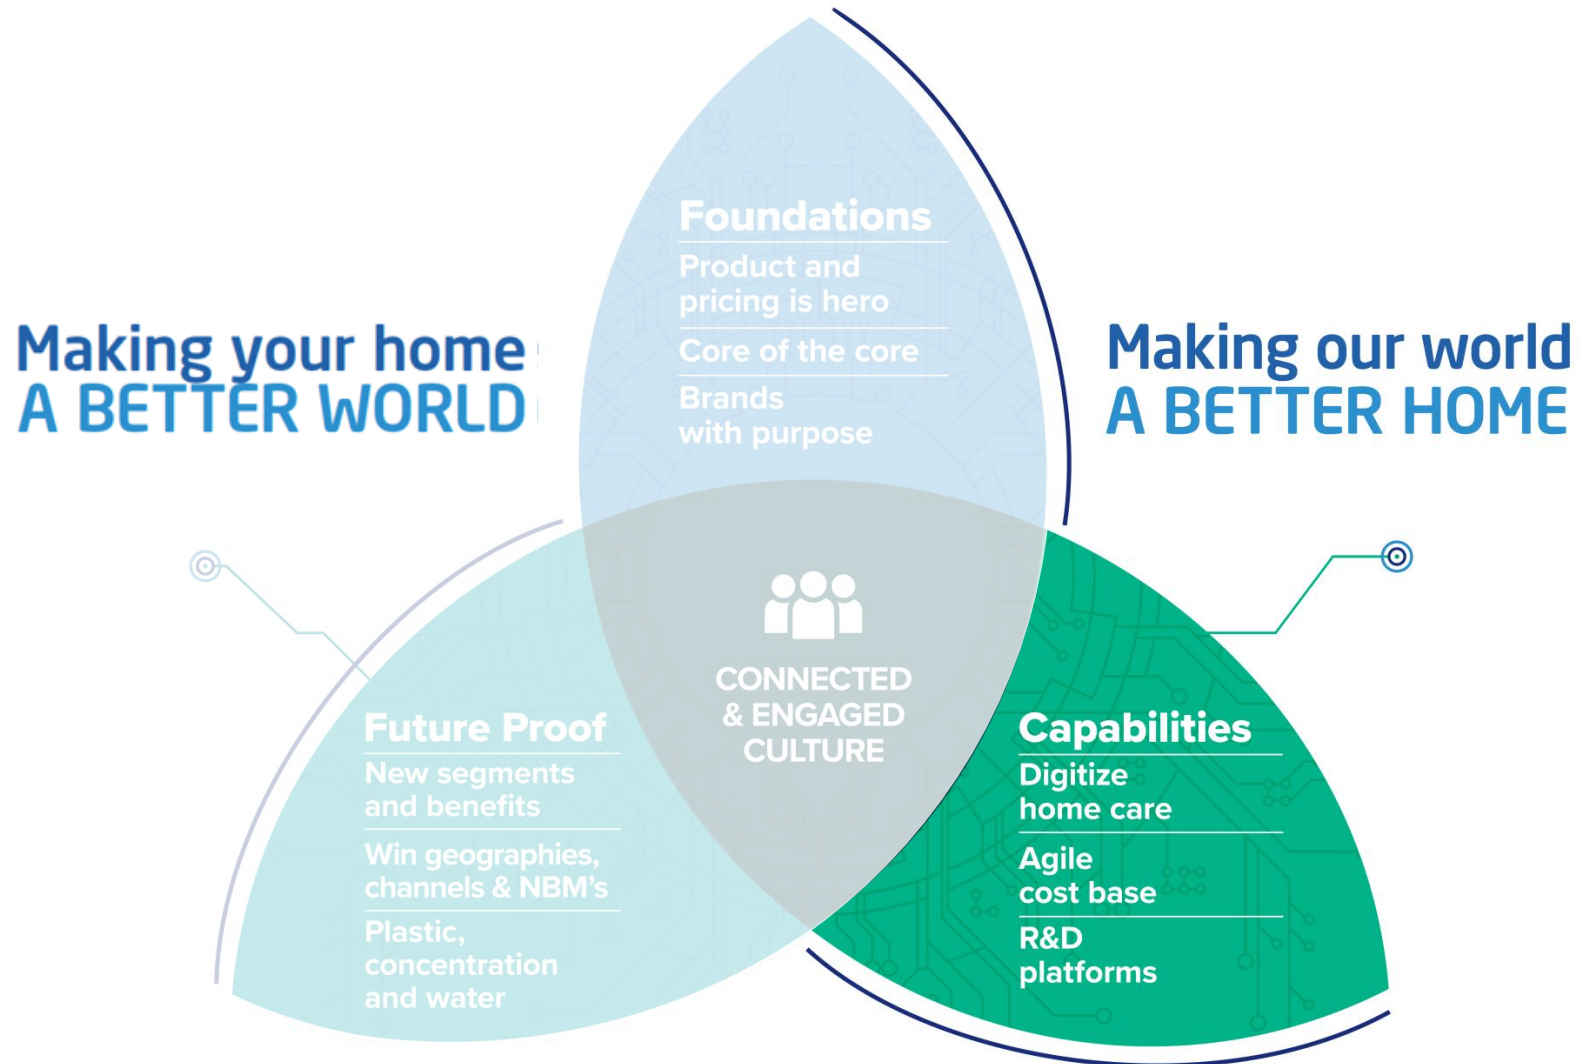 Making your home
A BETTER WORLD
Making our world
A BETTER HOME
Foundations
Product and
pricing is hero
Core of the core
Brands
with purpose
CONNECTED
& ENGAGED
CULTURE
Future Proof
New segments
and benefits
Win geographies,
channels & NBM's
Plastic,
concentration
and water
Capabilities
Digitize
home care
Agile
cost base
R&D
platforms